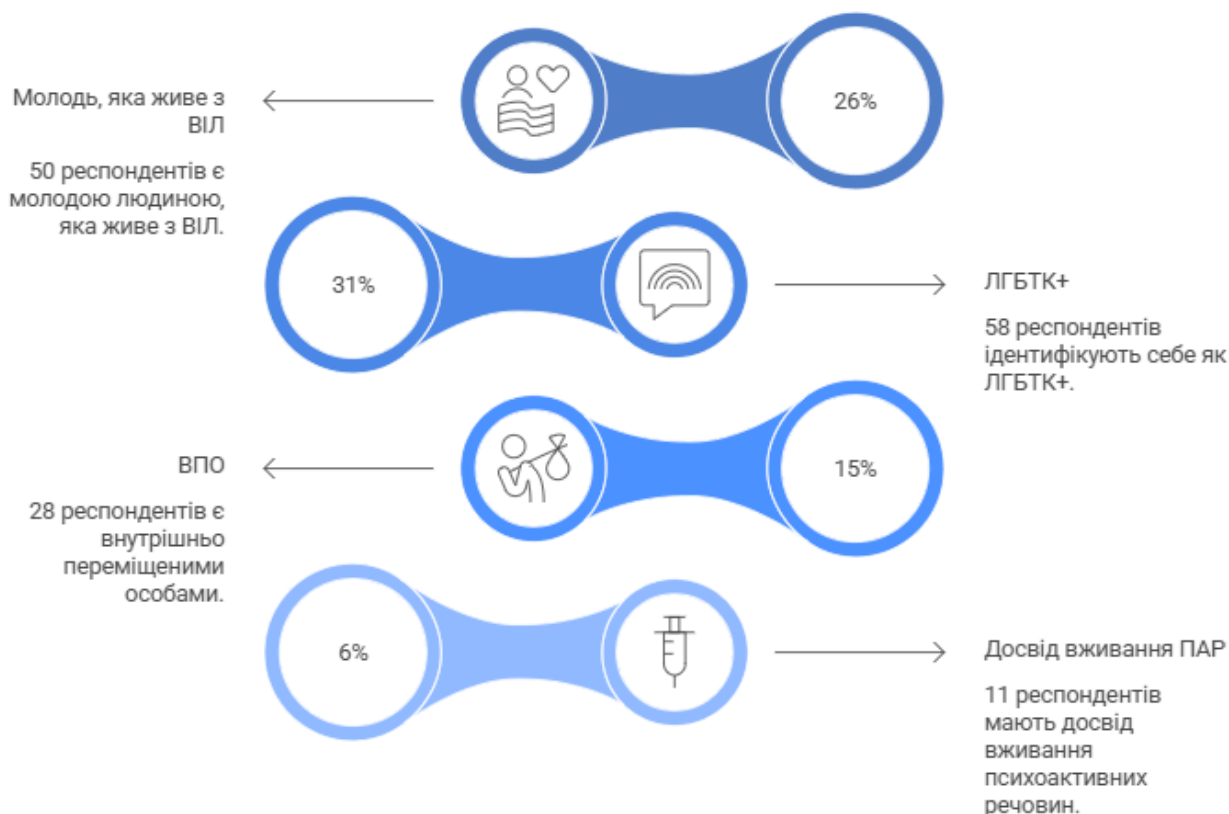 Молодь, яка живе з
ВІЛ
50 респондентів є
молодою людиною,
яка живе з ВІЛ.
26%
31%
ЛГБТК+
58 респондентів
ідентифікують себе як
ЛГБТК+.
ВПО
28 респондентів є
внутрішньо
переміщеними
особами.
15%
6%
Досвід вживання ПАР
11 респондентів
мають досвід
вживання
психоактивних
речовин.